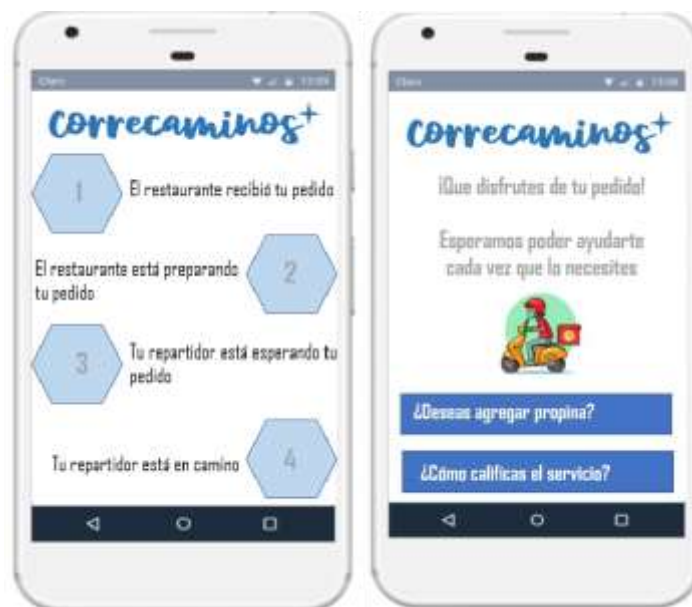 Claro
correcaminos+
1
El restaurante recibió tu pedido
El restaurante está preparando
tu pedido
2
3
Tu repartidor está esperando tu
pedido
Tu repartidor está en camino
4
correcaminos+
¡Que disfrutes de tu pedido!
Esperamos poder ayudarte
cada vez que lo necesites
¿Deseas agregar propina?
¿Cómo calificas el servicio?